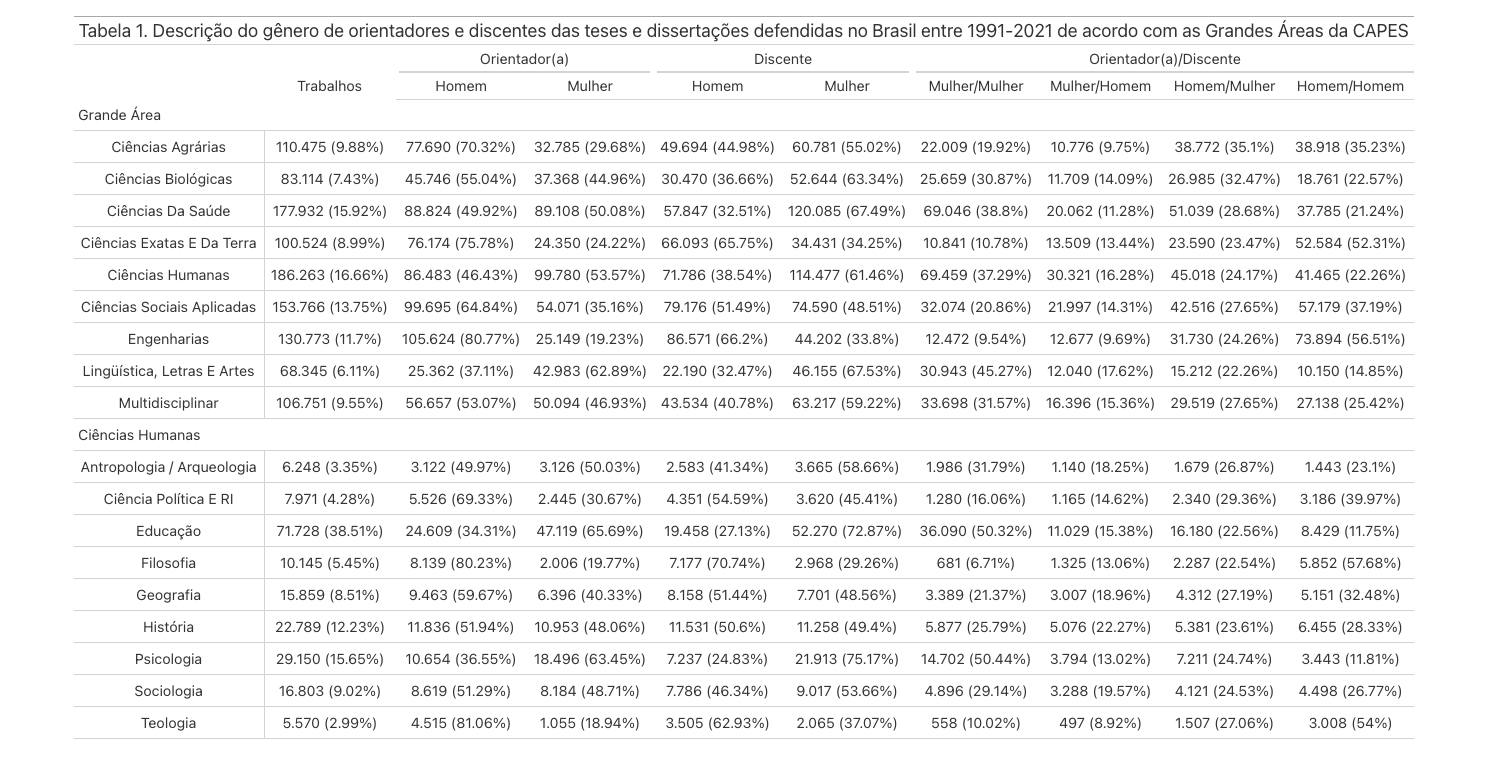 Tabela 1. Descrição do gênero de orientadores e discentes das teses e dissertações defendidas no Brasil entre 1991-2021 de acordo com as Grandes Áreas da CAPES
Orientador(a) Discente Orientador(a)/Discente
Trabalhos Homem Mulher Homem Mulher Mulher/Mulher Mulher/Homem Homem/Mulher Homem/Homem
Grande Área
Ciências Agrárias 110.475 (9.88%) 77.690 (70.32%) 32.785 (29.68%) 49.694 (44.98%) 60.781 (55.02%) 22.009 (19.92%) 10.776 (9.75%) 38.772 (35.1%) 38.918 (35.23%)
Ciências Biológicas 83.114 (7.43%) 45.746 (55.04%) 37.368 (44.96%) 30.470 (36.66%) 52.644 (63.34%) 25.659 (30.87%) 11.709 (14.09%) 26.985 (32.47%) 18.761 (22.57%)
Ciências Da Saúde 177.932 (15.92%) 88.824 (49.92%) 89.108 (50.08%) 57.847 (32.51%) 120.085 (67.49%) 69.046 (38.8%) 20.062 (11.28%) 51.039 (28.68%) 37.785 (21.24%)
Ciências Exatas E Da Terra 100.524 (8.99%) 76.174 (75.78%) 24.350 (24.22%) 66.093 (65.75%) 34.431 (34.25%) 10.841 (10.78%) 13.509 (13.44%) 23.590 (23.47%) 52.584 (52.31%)
Ciências Humanas 186.263 (16.66%) 86.483 (46.43%) 99.780 (53.57%) 71.786 (38.54%) 114.477 (61.46%) 69.459 (37.29%) 30.321 (16.28%) 45.018 (24.17%) 41.465 (22.26%)
Ciências Sociais Aplicadas 153.766 (13.75%) 99.695 (64.84%) 54.071 (35.16%) 79.176 (51.49%) 74.590 (48.51%) 32.074 (20.86%) 21.997 (14.31%) 42.516 (27.65%) 57.179 (37.19%)
Engenharias 130.773 (11.7%) 105.624 (80.77%) 25.149 (19.23%) 86.571 (66.2%) 44.202 (33.8%) 12.472 (9.54%) 12.677 (9.69%) 31.730 (24.26%) 73.894 (56.51%)
Lingüística, Letras E Artes 68.345 (6.11%) 25.362 (37.11%) 42.983 (62.89%) 22.190 (32.47%) 46.155 (67.53%) 30.943 (45.27%) 12.040 (17.62%) 15.212 (22.26%) 10.150 (14.85%)
Multidisciplinar 106.751 (9.55%) 56.657 (53.07%) 50.094 (46.93%) 43.534 (40.78%) 63.217 (59.22%) 33.698 (31.57%) 16.396 (15.36%) 29.519 (27.65%) 27.138 (25.42%)
Ciências Humanas
Antropologia / Arqueologia 6.248 (3.35%) 3.122 (49.97%) 3.126 (50.03%) 2.583 (41.34%) 3.665 (58.66%) 1.986 (31.79%) 1.140 (18.25%) 1.679 (26.87%) 1.443 (23.1%)
Ciência Política E RI 7.971 (4.28%) 5.526 (69.33%) 2.445 (30.67%) 4.351 (54.59%) 3.620 (45.41%) 1.280 (16.06%) 1.165 (14.62%) 2.340 (29.36%) 3.186 (39.97%)
Educação 71.728 (38.51%) 24.609 (34.31%) 47.119 (65.69%) 19.458 (27.13%) 52.270 (72.87%) 36.090 (50.32%) 11.029 (15.38%) 16.180 (22.56%) 8.429 (11.75%)
Filosofia 10.145 (5.45%) 8.139 (80.23%) 2.006 (19.77%) 7.177 (70.74%) 2.968 (29.26%) 681 (6.71%) 1.325 (13.06%) 2.287 (22.54%) 5.852 (57.68%)
Geografia 15.859 (8.51%) 9.463 (59.67%) 6.396 (40.33%) 8.158 (51.44%) 7.701 (48.56%) 3.389 (21.37%) 3.007 (18.96%) 4.312 (27.19%) 5.151 (32.48%)
História 22.789 (12.23%) 11.836 (51.94%) 10.953 (48.06%) 11.531 (50.6%) 11.258 (49.4%) 5.877 (25.79%) 5.076 (22.27%) 5.381 (23.61%) 6.455 (28.33%)
Psicologia 29.150 (15.65%) 10.654 (36.55%) 18.496 (63.45%) 7.237 (24.83%) 21.913 (75.17%) 14.702 (50.44%) 3.794 (13.02%) 7.211 (24.74%) 3.443 (11.81%)
Sociologia 16.803 (9.02%) 8.619 (51.29%) 8.184 (48.71%) 7.786 (46.34%) 9.017 (53.66%) 4.896 (29.14%) 3.288 (19.57%) 4.121 (24.53%) 4.498 (26.77%)
Teologia 5.570 (2.99%) 4.515 (81.06%) 1.055 (18.94%) 3.505 (62.93%) 2.065 (37.07%) 558 (10.02%) 497 (8.92%) 1.507 (27.06%) 3.008 (54%)